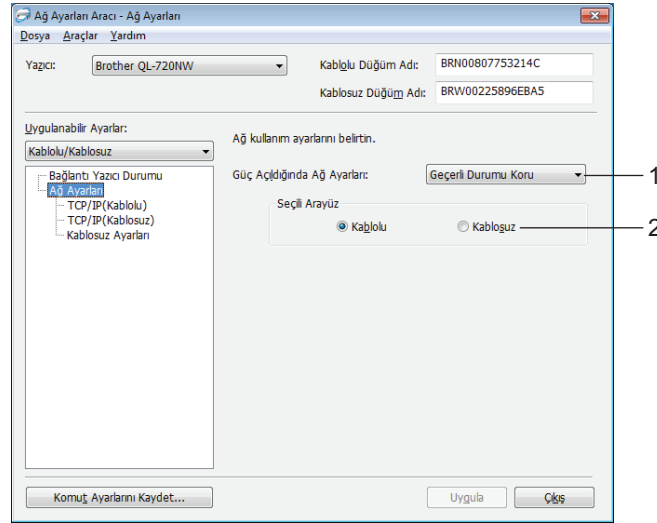 Ağ Ayarları Aracı - Ağ Ayarları
Dosya Araçlar Yardım
Yazıcı: Brother QL-720NW Kablolu Düğüm Adı: BRN00807753214C
Kablosuz Düğüm Adı: BRW00225896EBA5
Uygulanabilir Ayarlar:
Kablolu/Kablosuz
Bağlantı Yazıcı Durumu
Ağ Ayarları
TCP/IP(Kablolu)
TCP/IP(Kablosuz)
Kablosuz Ayarları
Ağ kullanım ayarlarını belirtin.
Güç Açıldığında Ağ Ayarları: Geçerli Durumu Koru 1
Seçili Arayüz
Kablolu Kablosuz 2
Komut Ayarlarını Kaydet... Uygula Çıkış